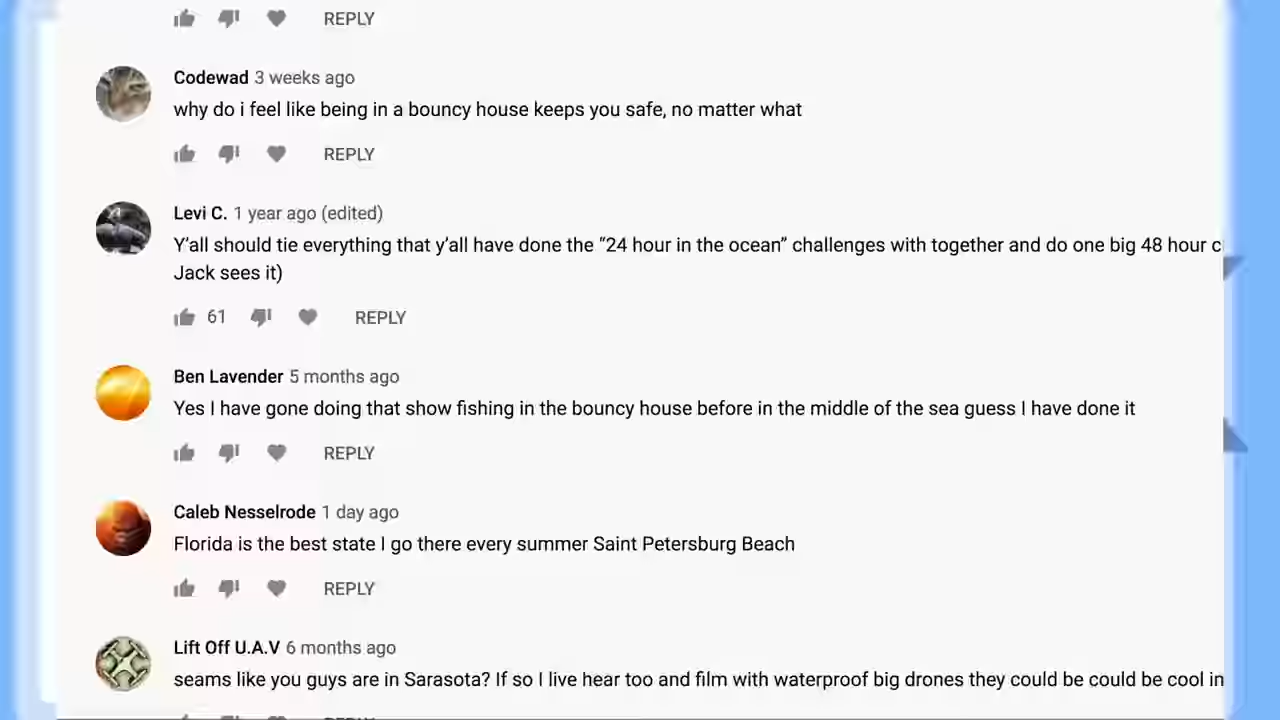 REPLY
Codewad 3 weeks ago
why do i feel like being in a bouncy house keeps you safe, no matter what
REPLY
Levi C. 1 year ago (edited)
Y'all should tie everything that y'all have done the “24 hour in the ocean” challenges with together and do one big 48 hour c
Jack sees it)
61 REPLY
Ben Lavender 5 months ago
Yes I have gone doing that show fishing in the bouncy house before in the middle of the sea guess I have done it
REPLY
Caleb Nesselrode 1 day ago
Florida is the best state I go there every summer Saint Petersburg Beach
REPLY
Lift Off U.A.V 6 months ago
seams like you guys are in Sarasota? If so I live hear too and film with waterproof big drones they could be could be cool in
REPLY